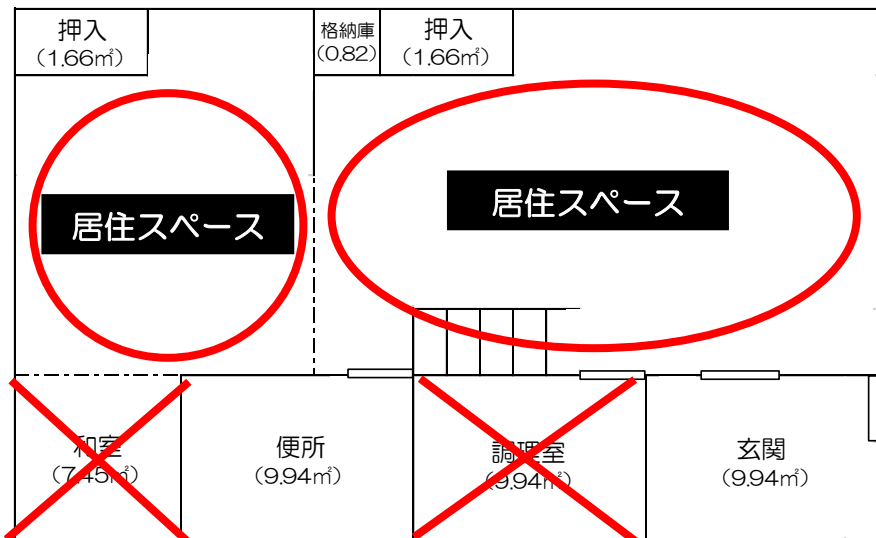 押入
（1.66㎡）
格納庫
（0.82）
押入
（1.66㎡）
居住スペース
居住スペース
和室
（7.45㎡）
便所
（9.94㎡）
調理室
（9.94㎡）
玄関
（9.94㎡）